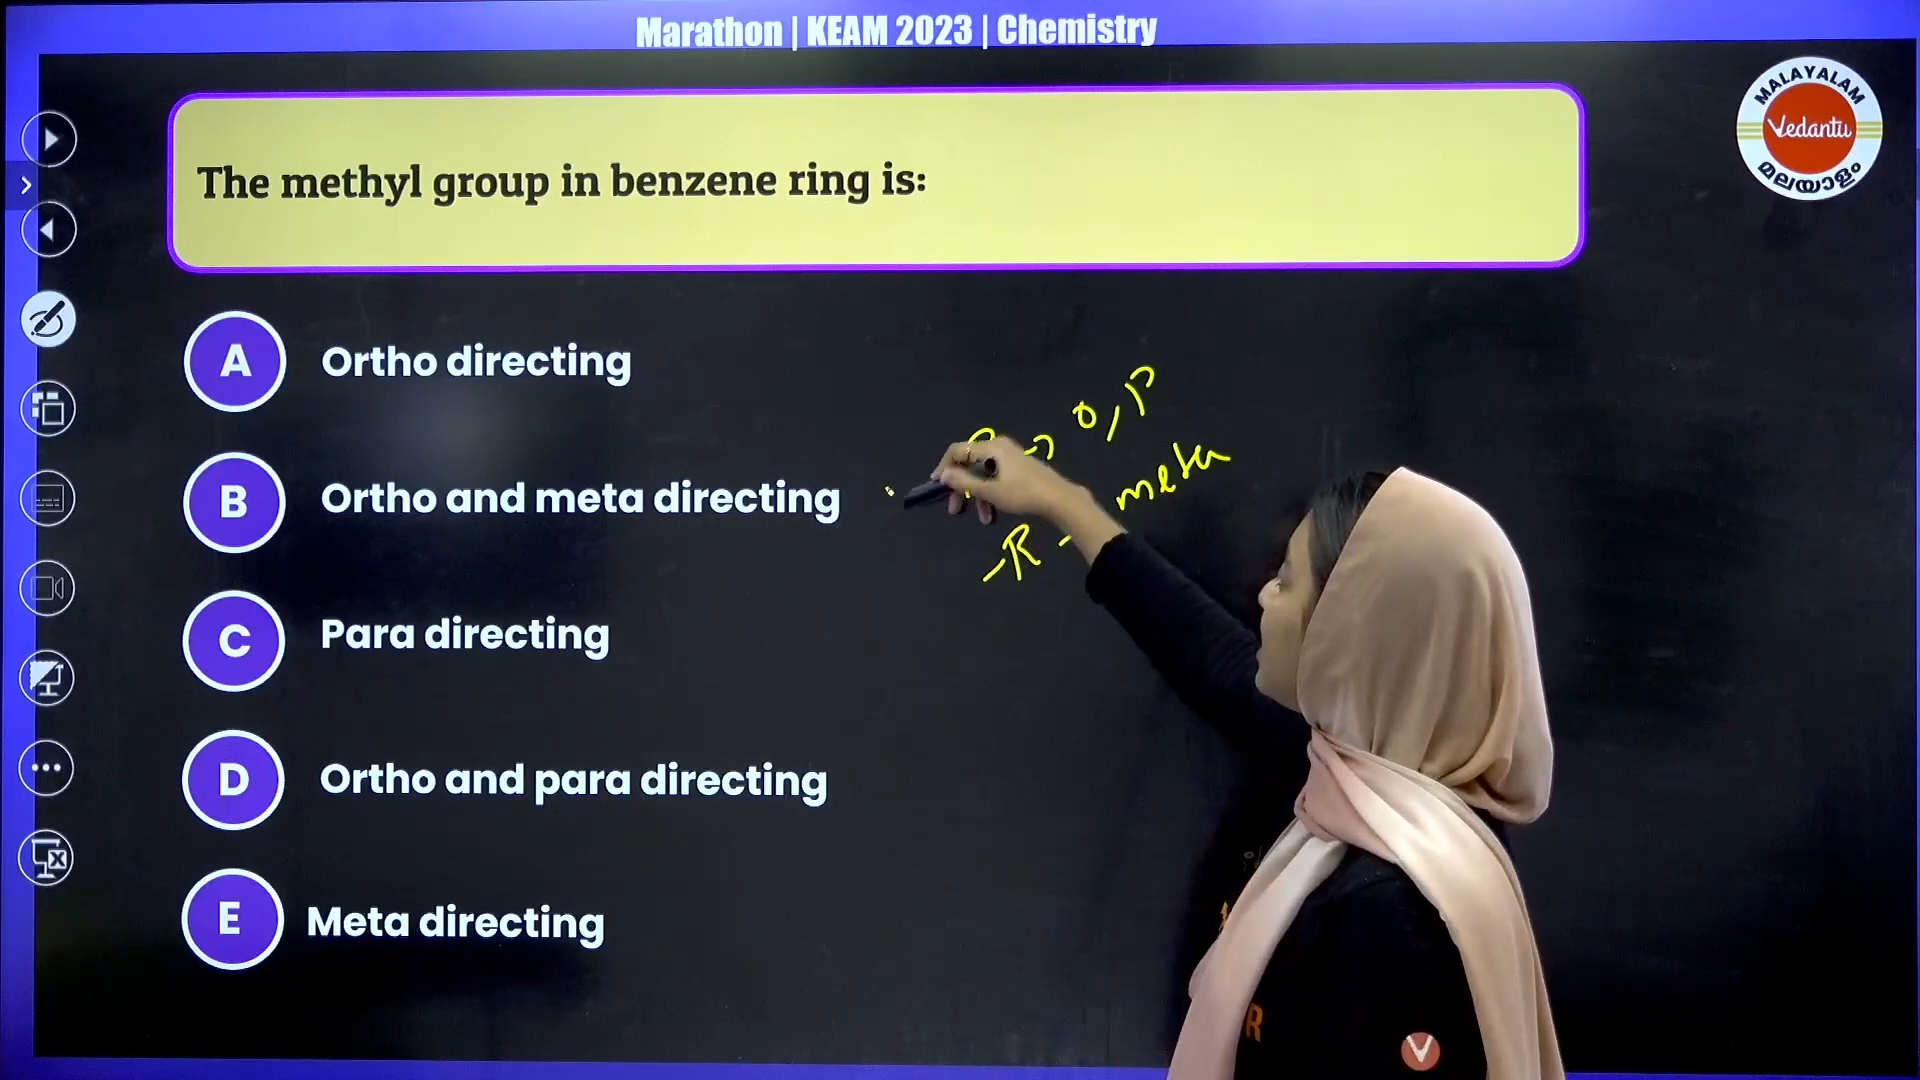 Marathon | KEAM 2023 | Chemistry
MALAYALAM
Vedantu
മലയാളം
The methyl group in benzene ring is:
A Ortho directing
B Ortho and meta directing
C Para directing
D Ortho and para directing
E Meta directing
R → o, p
-R - meta
R
V